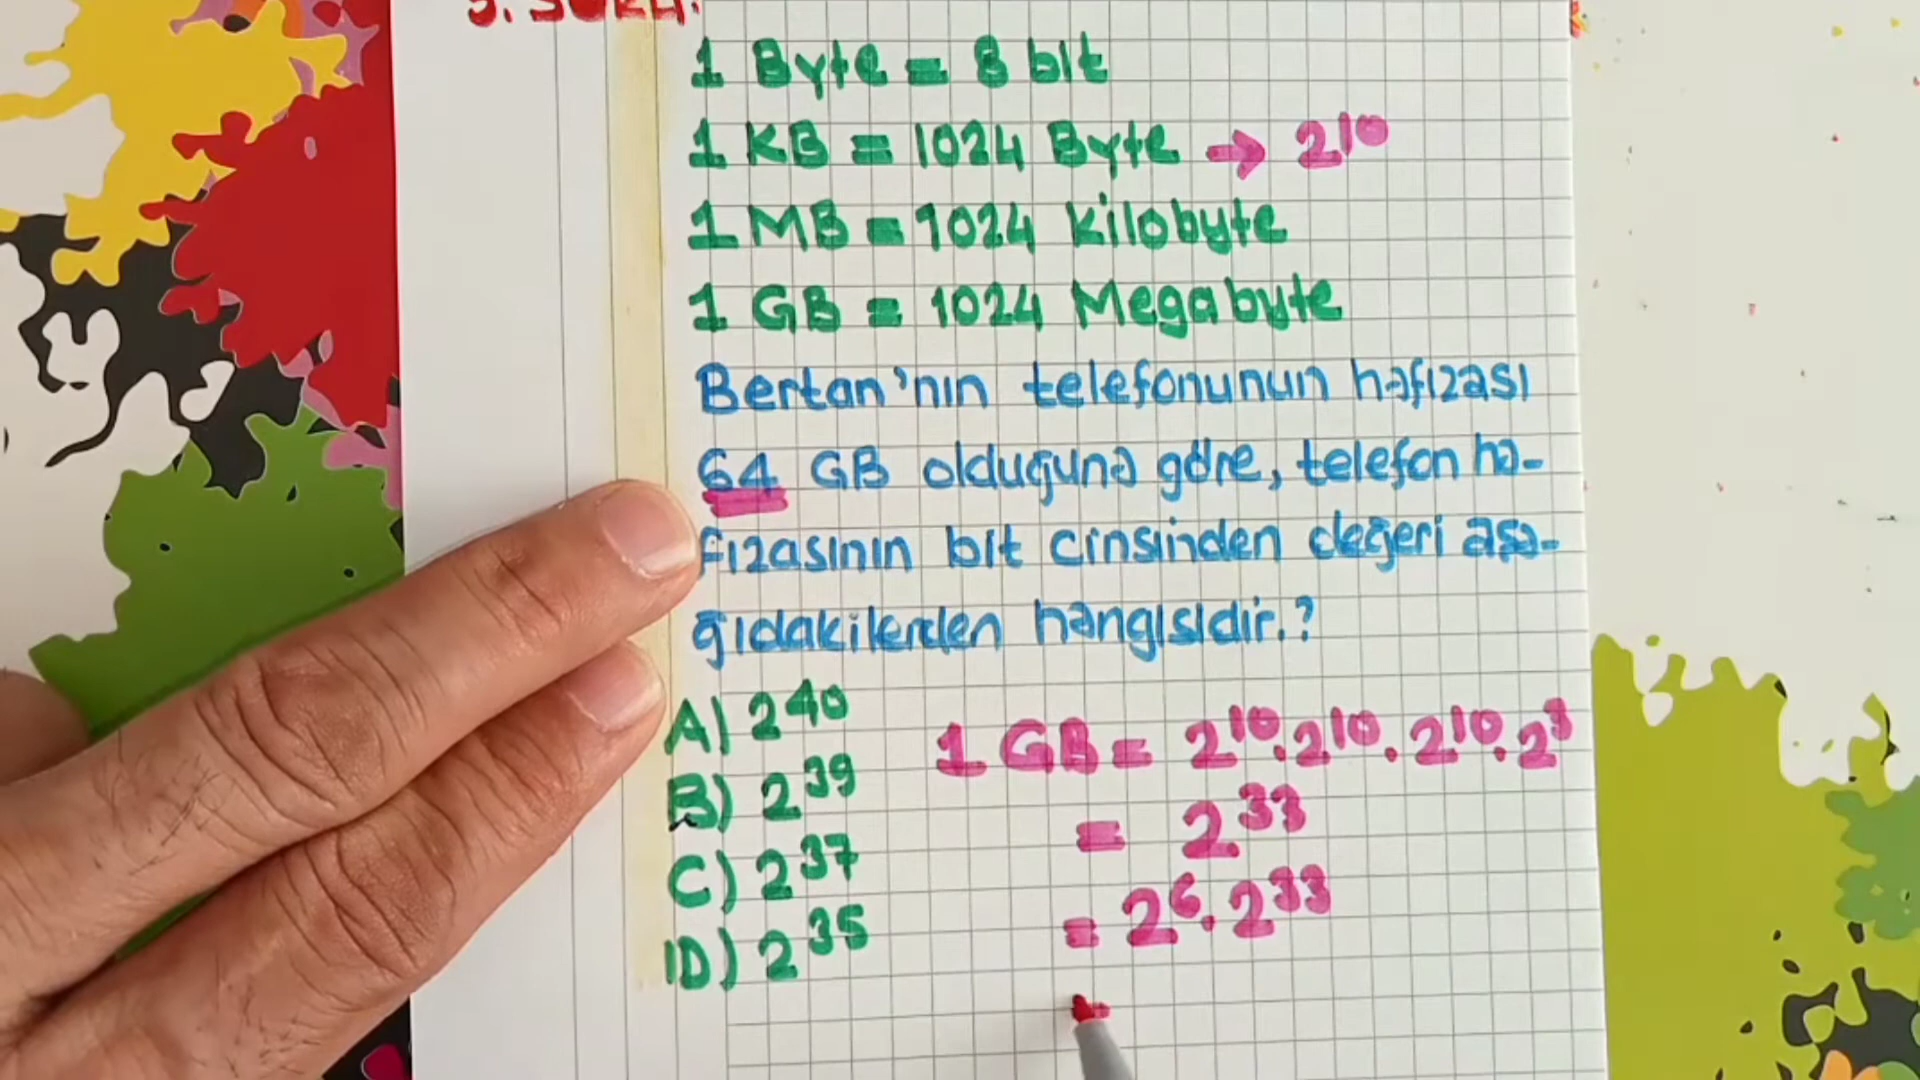 5. SORU:
1 Byte = 8 bit
1 KB = 1024 Byte → 2¹⁰
1 MB = 1024 Kilobyte
1 GB = 1024 Megabyte
Bertan'nın telefonunun hafızası
64 GB olduğuna göre, telefon ha-
fızasının bit cinsinden değeri aşa-
ğıdakilerden hangisidir.?
A) 2⁴⁰
1 GB = 2¹⁰.2¹⁰.2¹⁰.2³
B) 2³⁹
= 2³³
C) 2³⁷
= 2⁶.2³³
D) 2³⁵